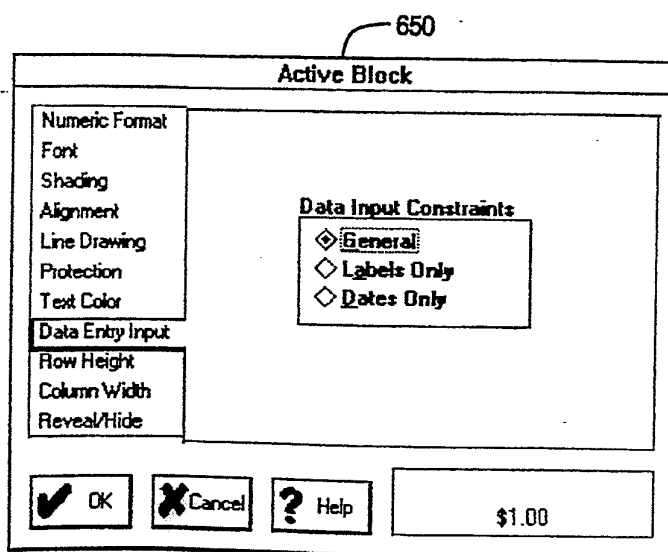 650
Active Block
Numeric Format
Font
Shading
Alignment
Line Drawing
Protection
Text Color
Data Entry Input
Row Height
Column Width
Reveal/Hide
Data Input Constraints
General
Labels Only
Dates Only
OK
Cancel
? Help
$1.00